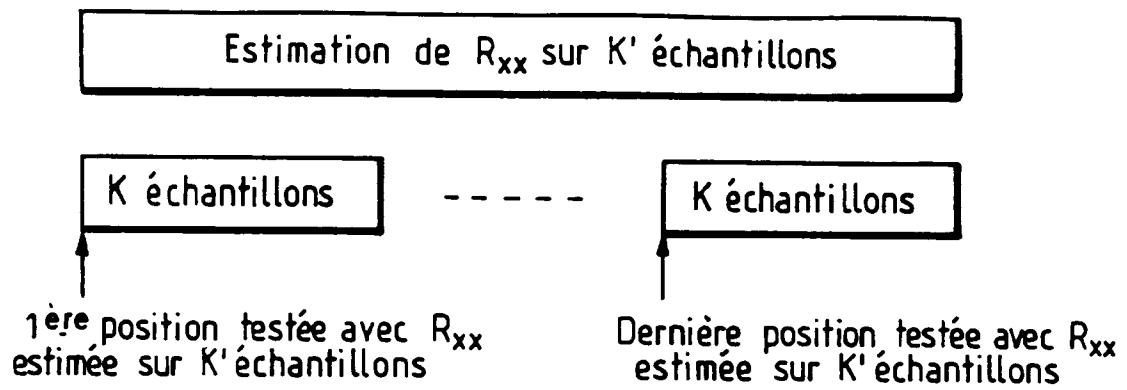 Estimation de Rxx sur K' échantillons
K échantillons
K échantillons
1ère position testée avec Rxx
estimée sur K' échantillons
Dernière position testée avec Rxx
estimée sur K' échantillons